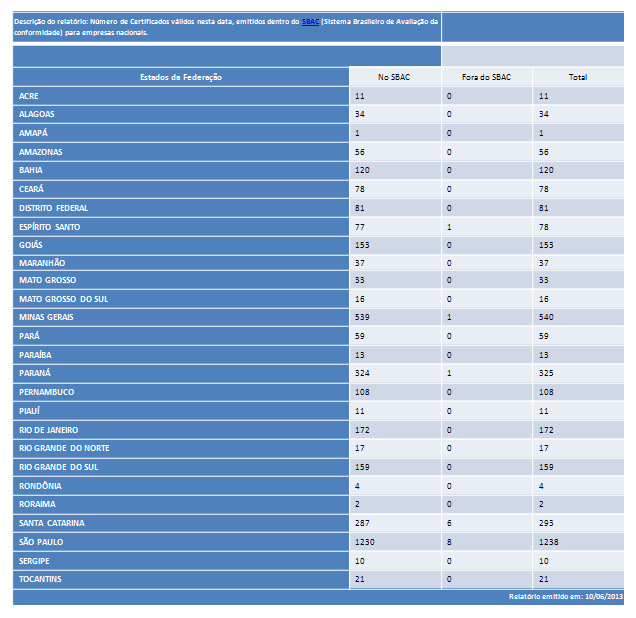 Descrição do relatório: Número de Certificados válidos nesta data, emitidos dentro do SBAC (Sistema Brasileiro de Avaliação da
conformidade) para empresas nacionais.
Estados da Federação No SBAC Fora do SBAC Total
ACRE 11 0 11
ALAGOAS 34 0 34
AMAPÁ 1 0 1
AMAZONAS 56 0 56
BAHIA 120 0 120
CEARÁ 78 0 78
DISTRITO FEDERAL 81 0 81
ESPÍRITO SANTO 77 1 78
GOIÁS 153 0 153
MARANHÃO 37 0 37
MATO GROSSO 33 0 33
MATO GROSSO DO SUL 16 0 16
MINAS GERAIS 539 1 540
PARÁ 59 0 59
PARAÍBA 13 0 13
PARANÁ 324 1 325
PERNAMBUCO 108 0 108
PIAUÍ 11 0 11
RIO DE JANEIRO 172 0 172
RIO GRANDE DO NORTE 17 0 17
RIO GRANDE DO SUL 159 0 159
RONDÔNIA 4 0 4
RORAIMA 2 0 2
SANTA CATARINA 287 6 293
SÃO PAULO 1230 8 1238
SERGIPE 10 0 10
TOCANTINS 21 0 21
Relatório emitido em: 10/06/2013